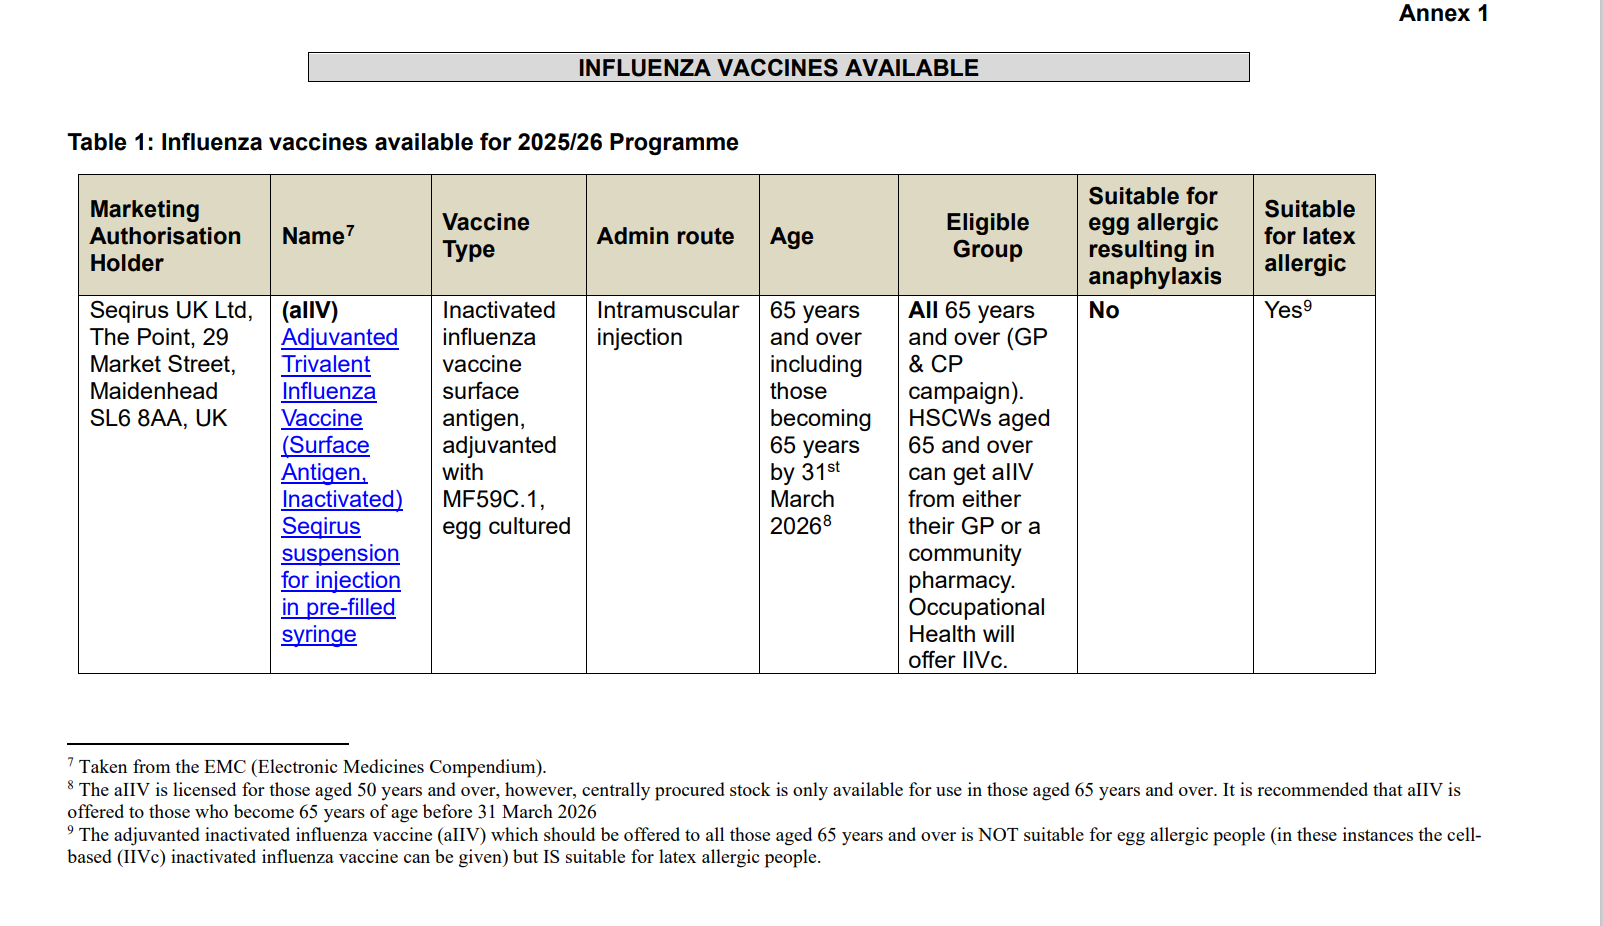 Annex 1
INFLUENZA VACCINES AVAILABLE
Table 1: Influenza vaccines available for 2025/26 Programme
Marketing
Authorisation
Holder
Name⁷
Vaccine
Type
Admin route
Age
Eligible
Group
Suitable for
egg allergic
resulting in
anaphylaxis
Suitable
for latex
allergic
Seqirus UK Ltd,
The Point, 29
Market Street,
Maidenhead
SL6 8AA, UK
(aIIV)
Adjuvanted
Trivalent
Influenza
Vaccine
(Surface
Antigen,
Inactivated)
Seqirus
suspension
for injection
in pre-filled
syringe
Inactivated
influenza
vaccine
surface
antigen,
adjuvanted
with
MF59C.1,
egg cultured
Intramuscular
injection
65 years
and over
including
those
becoming
65 years
by 31st
March
2026⁸
All 65 years
and over (GP
& CP
campaign).
HSCWs aged
65 and over
can get aIIV
from either
their GP or a
community
pharmacy.
Occupational
Health will
offer IIVc.
No
Yes⁹
⁷ Taken from the EMC (Electronic Medicines Compendium).
⁸ The aIIV is licensed for those aged 50 years and over, however, centrally procured stock is only available for use in those aged 65 years and over. It is recommended that aIIV is
offered to those who become 65 years of age before 31 March 2026
⁹ The adjuvanted inactivated influenza vaccine (aIIV) which should be offered to all those aged 65 years and over is NOT suitable for egg allergic people (in these instances the cell-
based (IIVc) inactivated influenza vaccine can be given) but IS suitable for latex allergic people.